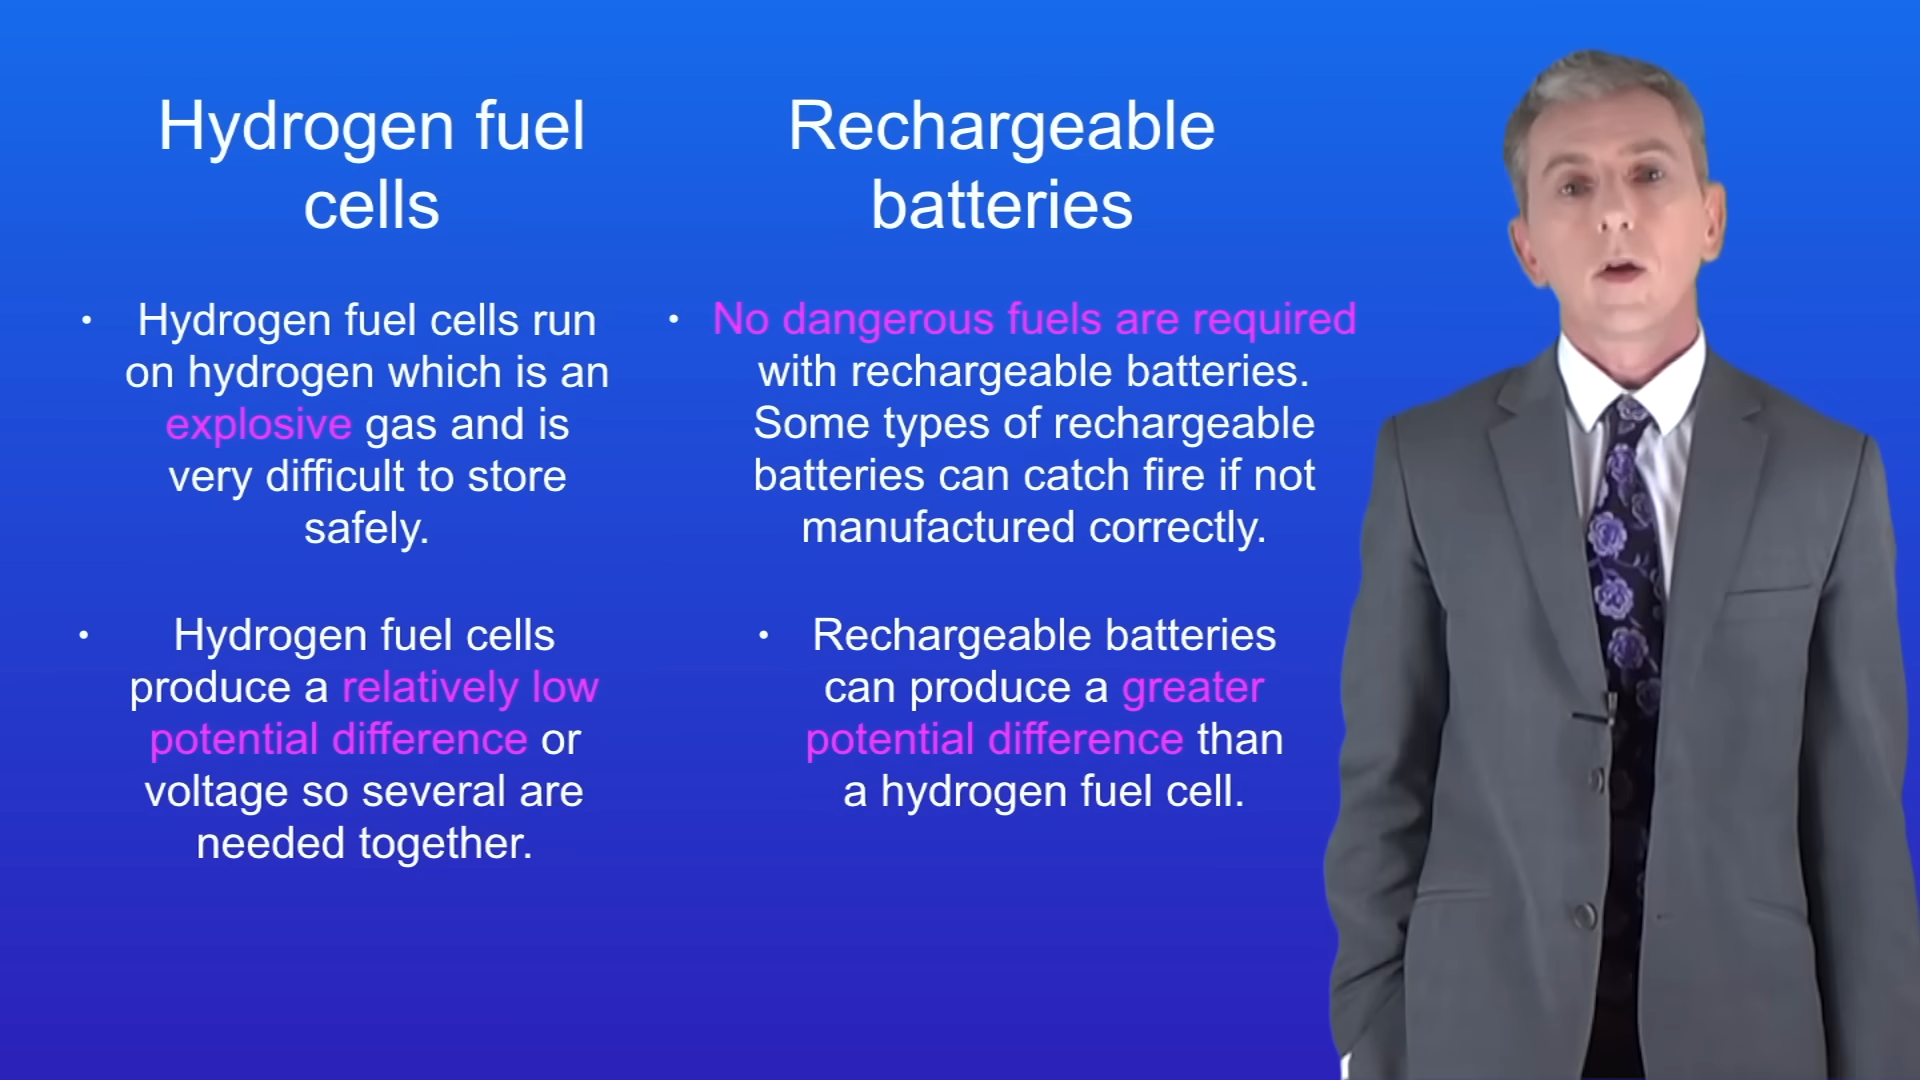 Hydrogen fuel
cells
• Hydrogen fuel cells run
on hydrogen which is an
explosive gas and is
very difficult to store
safely.
• Hydrogen fuel cells
produce a relatively low
potential difference or
voltage so several are
needed together.
Rechargeable
batteries
• No dangerous fuels are required
with rechargeable batteries.
Some types of rechargeable
batteries can catch fire if not
manufactured correctly.
• Rechargeable batteries
can produce a greater
potential difference than
a hydrogen fuel cell.